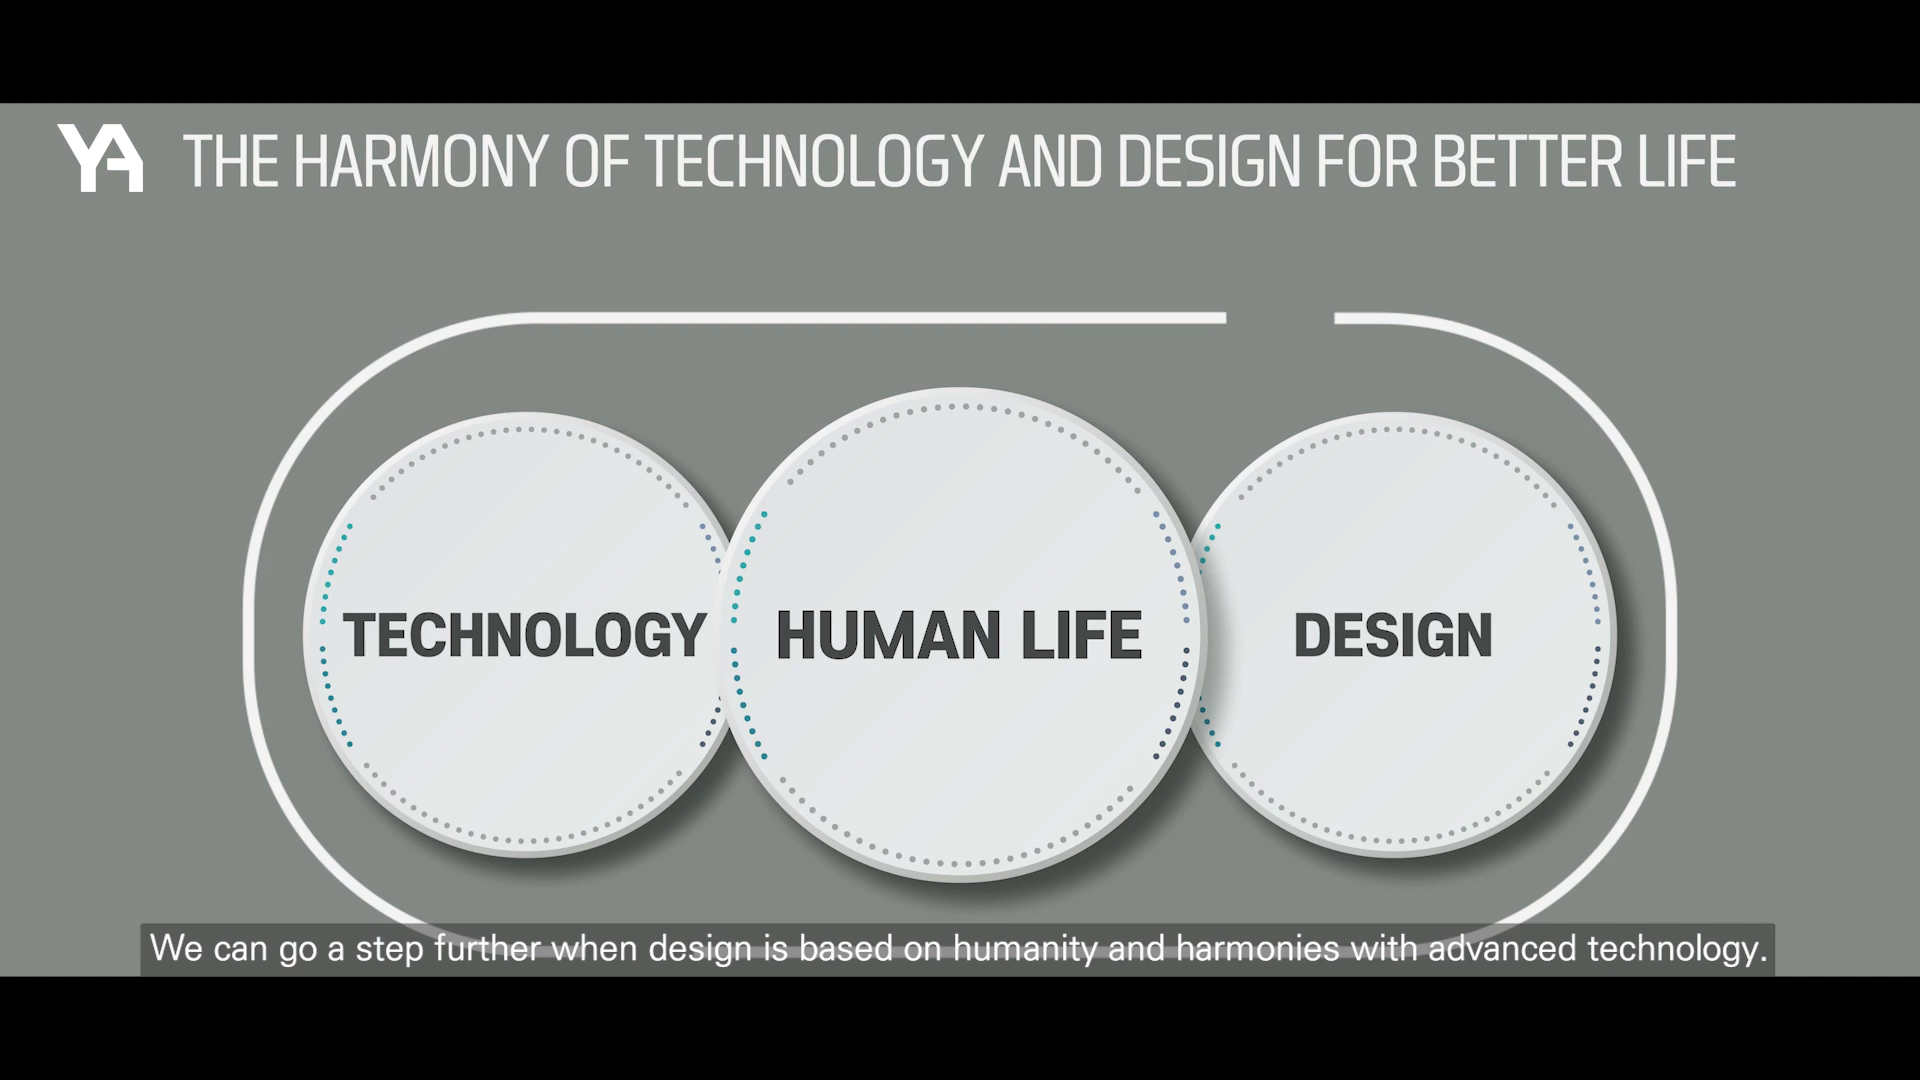 YA THE HARMONY OF TECHNOLOGY AND DESIGN FOR BETTER LIFE
TECHNOLOGY
HUMAN LIFE
DESIGN
We can go a step further when design is based on humanity and harmonies with advanced technology.